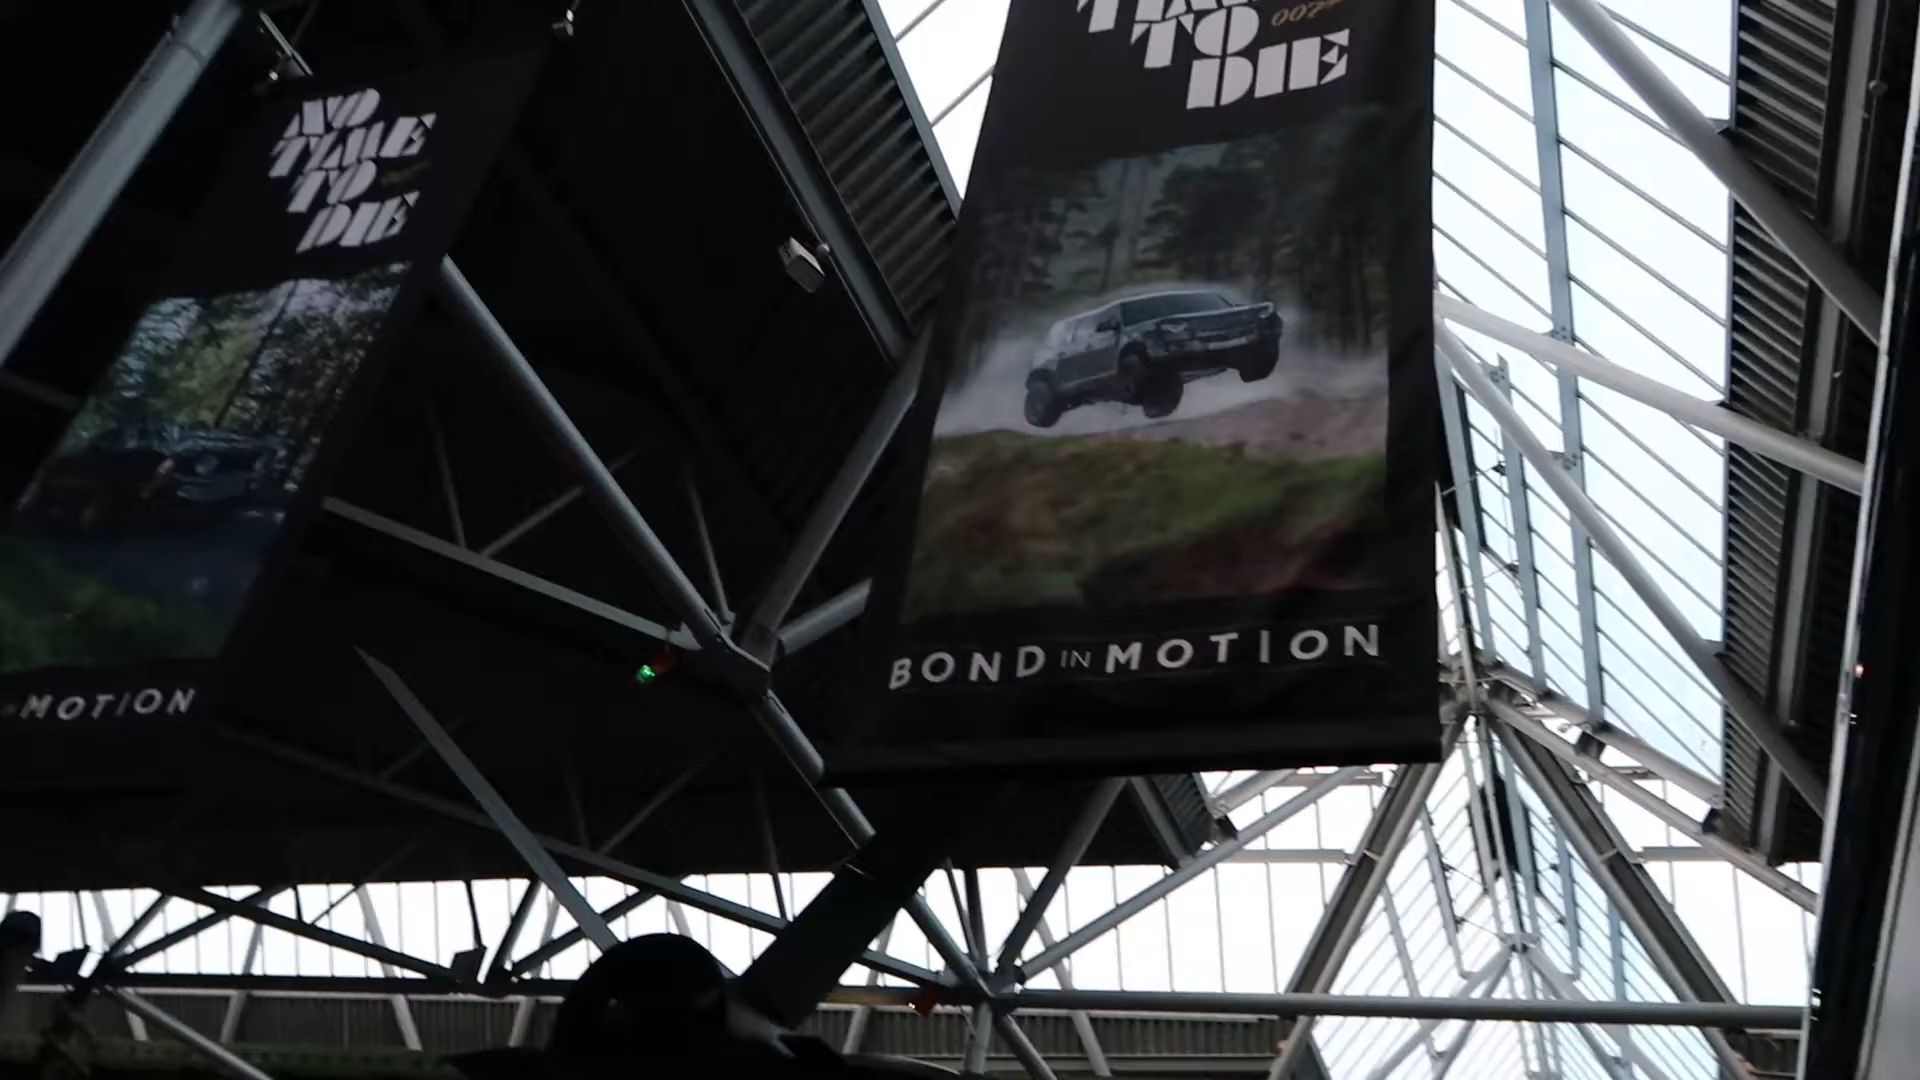 NO
TIME
TO
DIE
MOTION
TIME
TO 007
DIE
BOND IN MOTION